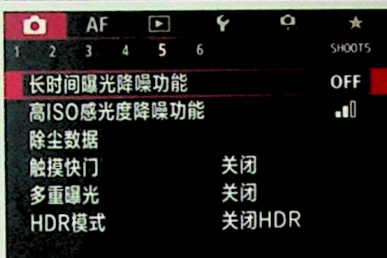 AF
1 2 3 4 5 6 SHOOT5
长时间曝光降噪功能 OFF
高ISO感光度降噪功能
除尘数据
触摸快门 关闭
多重曝光 关闭
HDR模式 关闭HDR